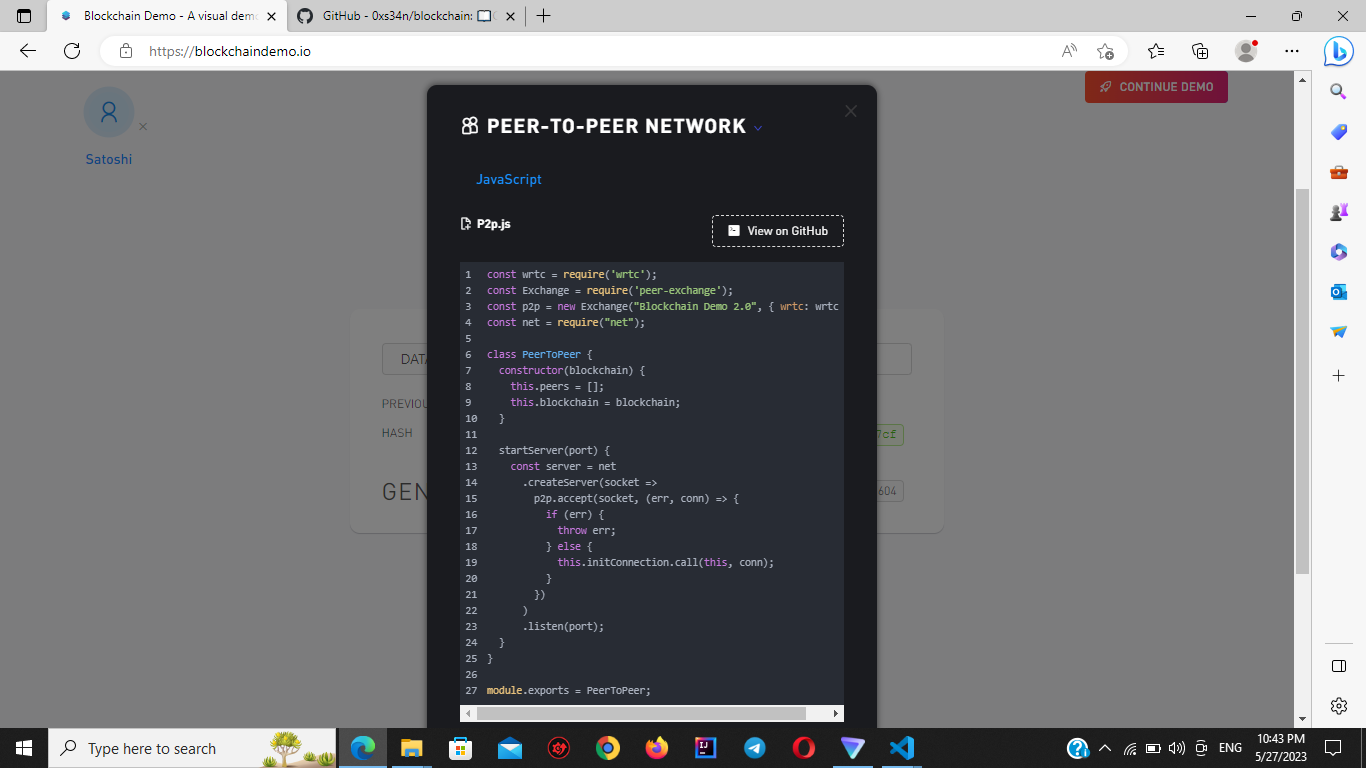 Blockchain Demo - A visual demo
GitHub - 0xs34n/blockchain:
https://blockchaindemo.io
CONTINUE DEMO
Satoshi
PEER-TO-PEER NETWORK
JavaScript
P2p.js
View on GitHub
1 const wrtc = require('wrtc');
2 const Exchange = require('peer-exchange');
3 const p2p = new Exchange("Blockchain Demo 2.0", { wrtc: wrtc
4 const net = require("net");
5
6 class PeerToPeer {
7 constructor(blockchain) {
8 this.peers = [];
9 this.blockchain = blockchain;
10 }
11
12 startServer(port) {
13 const server = net
14 .createServer(socket =>
15 p2p.accept(socket, (err, conn) => {
16 if (err) {
17 throw err;
18 } else {
19 this.initConnection.call(this, conn);
20 }
21 })
22 )
23 .listen(port);
24 }
25 }
26
27 module.exports = PeerToPeer;
DATA
PREVIOU
HASH 7cf
GEN 604
Type here to search
ENG
10:43 PM
5/27/2023